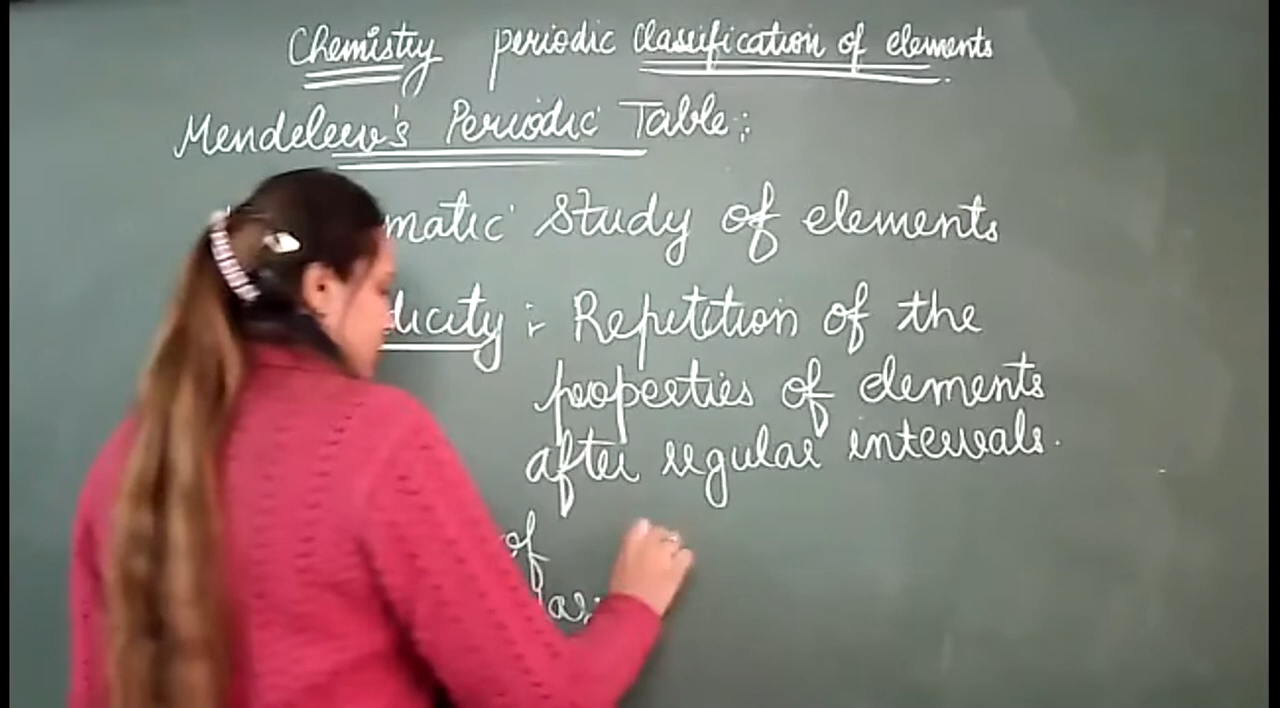 Chemistry periodic Classification of elements
Mendeleev's Periodic Table:
matic Study of elements
dicity :- Repetition of the
properties of elements
after regular intervals.
of